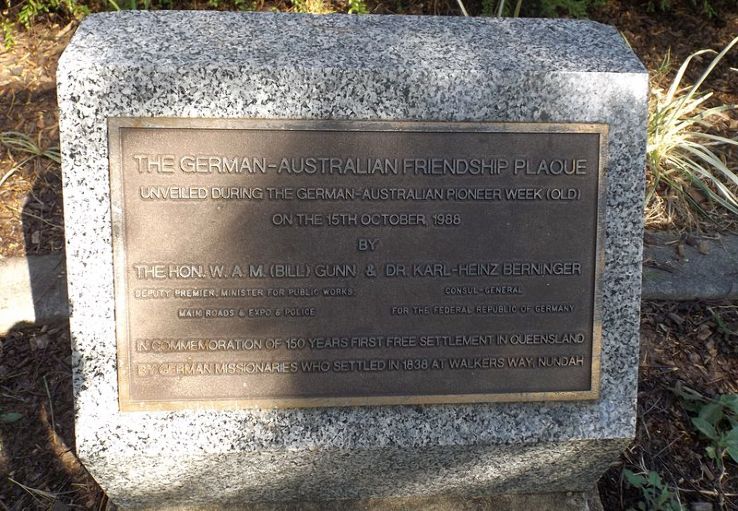 THE GERMAN-AUSTRALIAN FRIENDSHIP PLAQUE
UNVEILED DURING THE GERMAN-AUSTRALIAN PIONEER WEEK (OLD)
ON THE 15TH OCTOBER, 1988
BY
THE HON. W. A. M. (BILL) GUNN & DR. KARL-HEINZ BERNINGER
DEPUTY PREMIER, MINISTER FOR PUBLIC WORKS, CONSUL-GENERAL
MAIN ROADS & EXPO & POLICE FOR THE FEDERAL REPUBLIC OF GERMANY
IN COMMEMORATION OF 150 YEARS FIRST FREE SETTLEMENT IN QUEENSLAND
BY GERMAN MISSIONARIES WHO SETTLED IN 1838 AT WALKERS WAY, NUNDAH